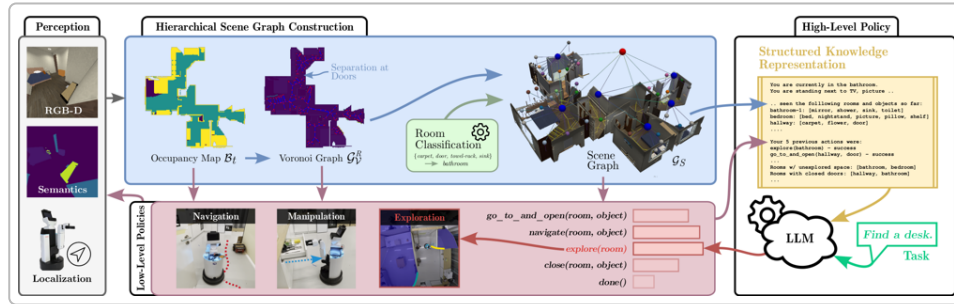 Perception
RGB-D
Semantics
Localization
Hierarchical Scene Graph Construction
Separation at
Doors
Occupancy Map Bt
Voronoi Graph G_V^R
Room
Classification
[carpet, door, towel-rack, sink]
bathroom
Scene
Graph
G_S
Low-Level Policies
Navigation
Manipulation
Exploration
go_to_and_open(room, object)
navigate(room, object)
explore(room)
close(room, object)
done()
High-Level Policy
Structured Knowledge
Representation
You are currently in the bathroom.
You are standing next to TV, picture ..
.. seen the following rooms and objects so far:
bathroom-1: [mirror, shower, sink, toilet]
bedroom: [bed, nightstand, picture, pillow, shelf]
hallway: [carpet, flower, door]
....
Your 5 previous actions were:
explore(bathroom) - success
go_to_and_open(hallway, door) - success
...
Rooms w/ unexplored space: [bathroom, bedroom]
Rooms with closed doors: [hallway, bathroom]
...
LLM
Find a desk.
Task